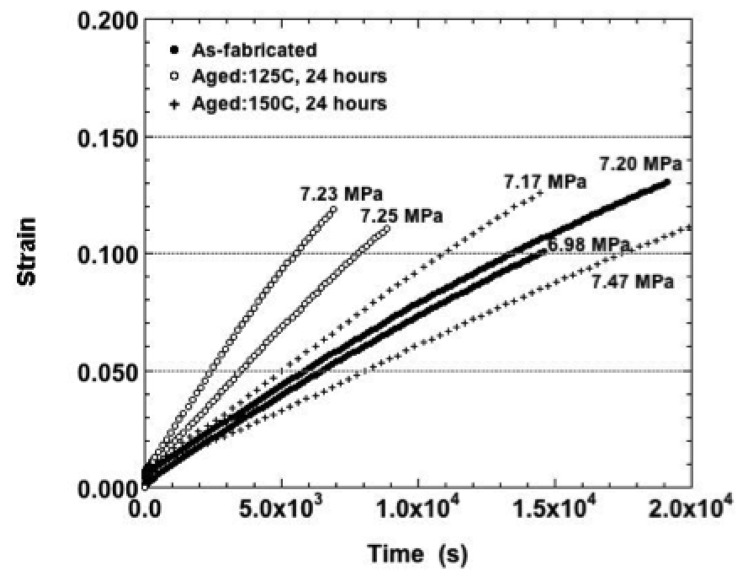 0.200
As-fabricated
Aged:125C, 24 hours
Aged:150C, 24 hours
0.150
7.20 MPa
7.17 MPa
7.23 MPa
7.25 MPa
0.100
6.98 MPa
7.47 MPa
Strain
0.050
0.000
0.0
5.0x10³
1.0x10⁴
1.5x10⁴
2.0x10⁴
Time (s)